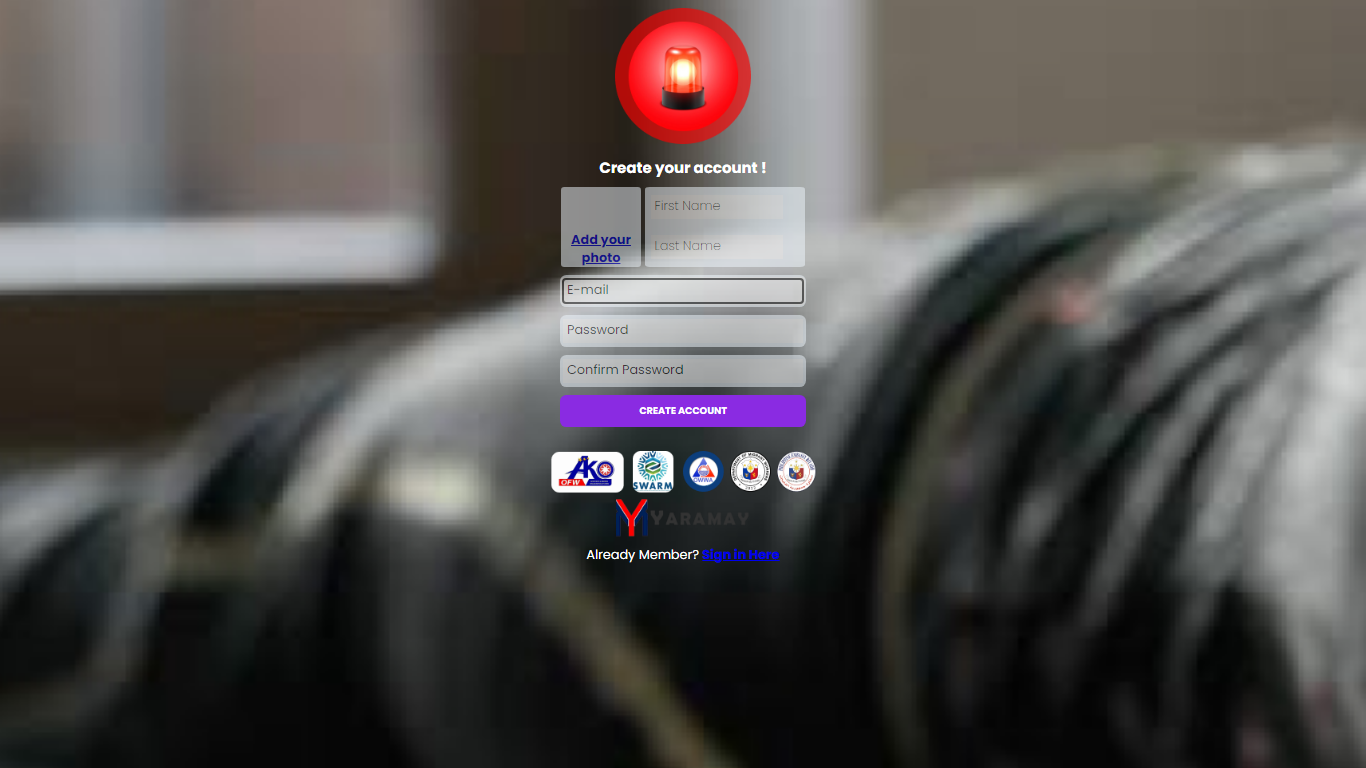 Create your account !
First Name
Add your
photo
Last Name
E-mail
Password
Confirm Password
CREATE ACCOUNT
AKO
OFW
SWARM
OWWA
YARAMAY
Already Member? Sign In Here